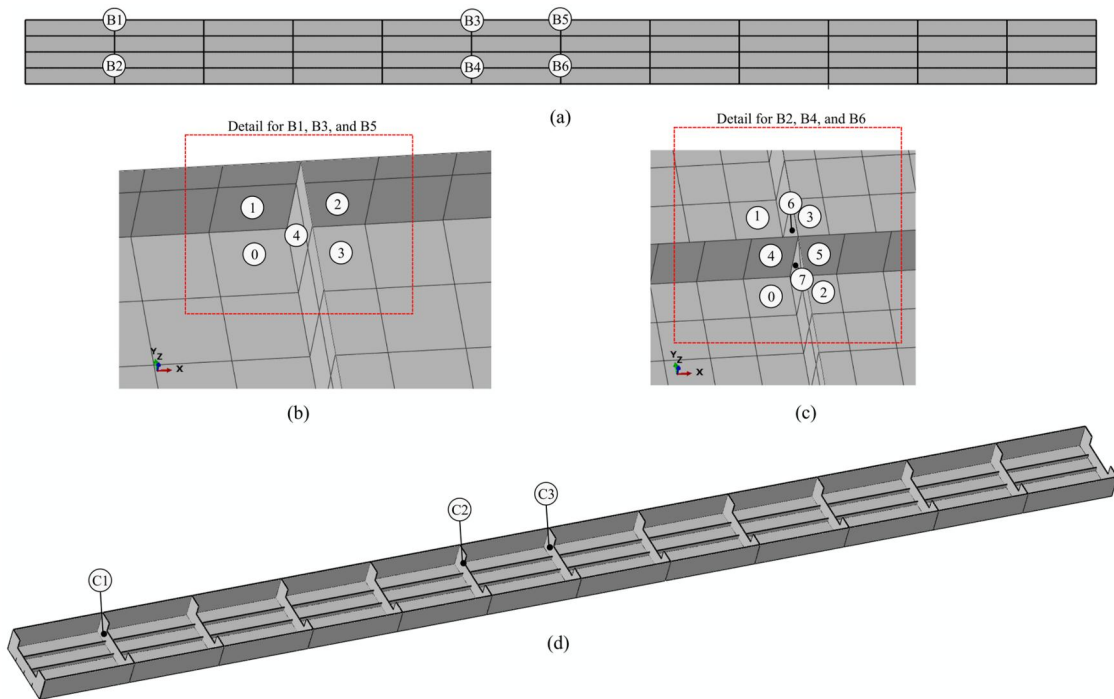 B1 B3 B5
B2 B4 B6
(a)
Detail for B1, B3, and B5
1 2
4
0 3
Y
Z
X
(b)
Detail for B2, B4, and B6
6
1 3
4 5
7
0 2
Y
Z
X
(c)
C3
C2
C1
(d)